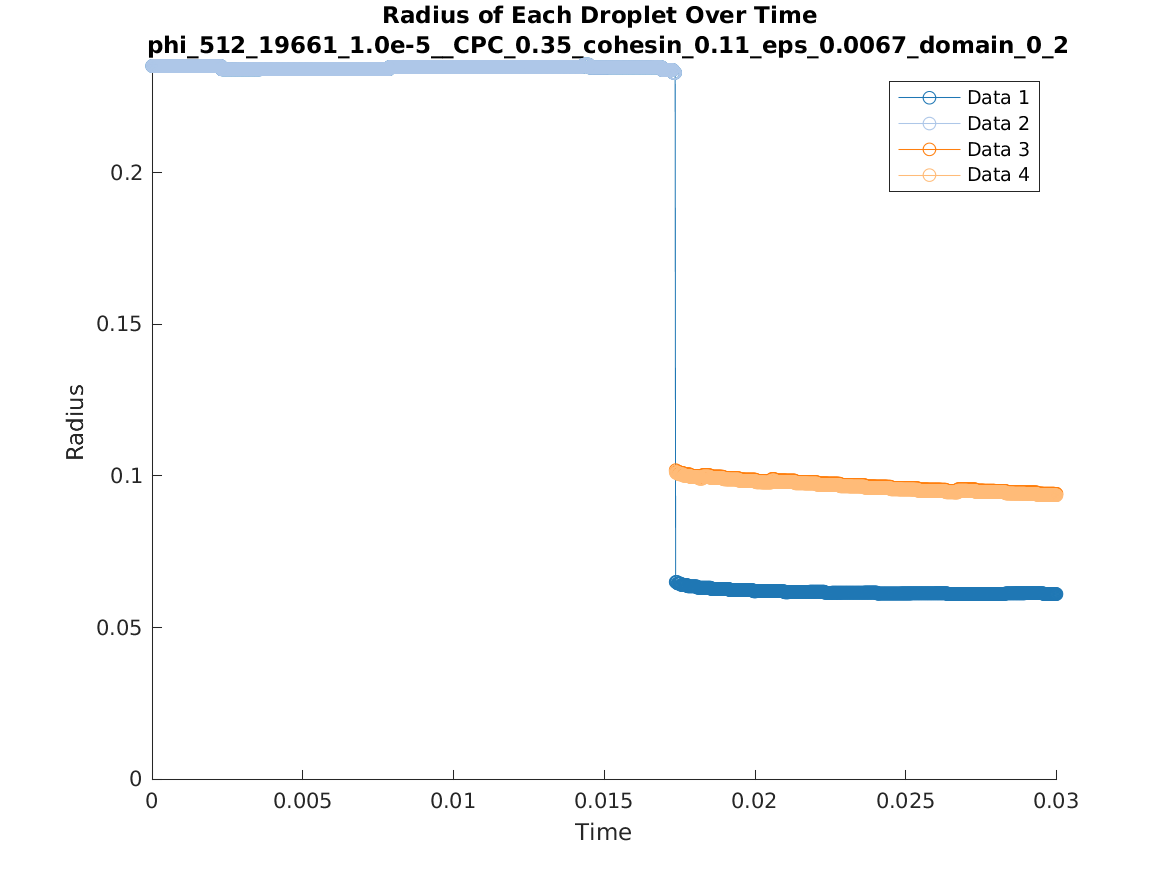 Radius of Each Droplet Over Time
phi_512_19661_1.0e-5__CPC_0.35_cohesin_0.11_eps_0.0067_domain_0_2
Data 1
Data 2
Data 3
Data 4
0.2
0.15
0.1
0.05
0
Radius
0
0.005
0.01
0.015
0.02
0.025
0.03
Time